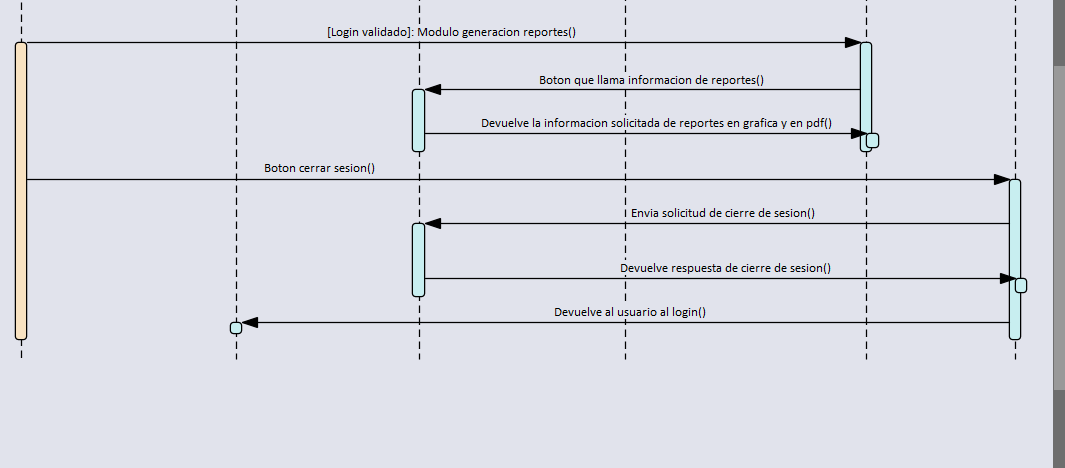 [Login validado]: Modulo generacion reportes()
Boton que llama informacion de reportes()
Devuelve la informacion solicitada de reportes en grafica y en pdf()
Boton cerrar sesion()
Envia solicitud de cierre de sesion()
Devuelve respuesta de cierre de sesion()
Devuelve al usuario al login()